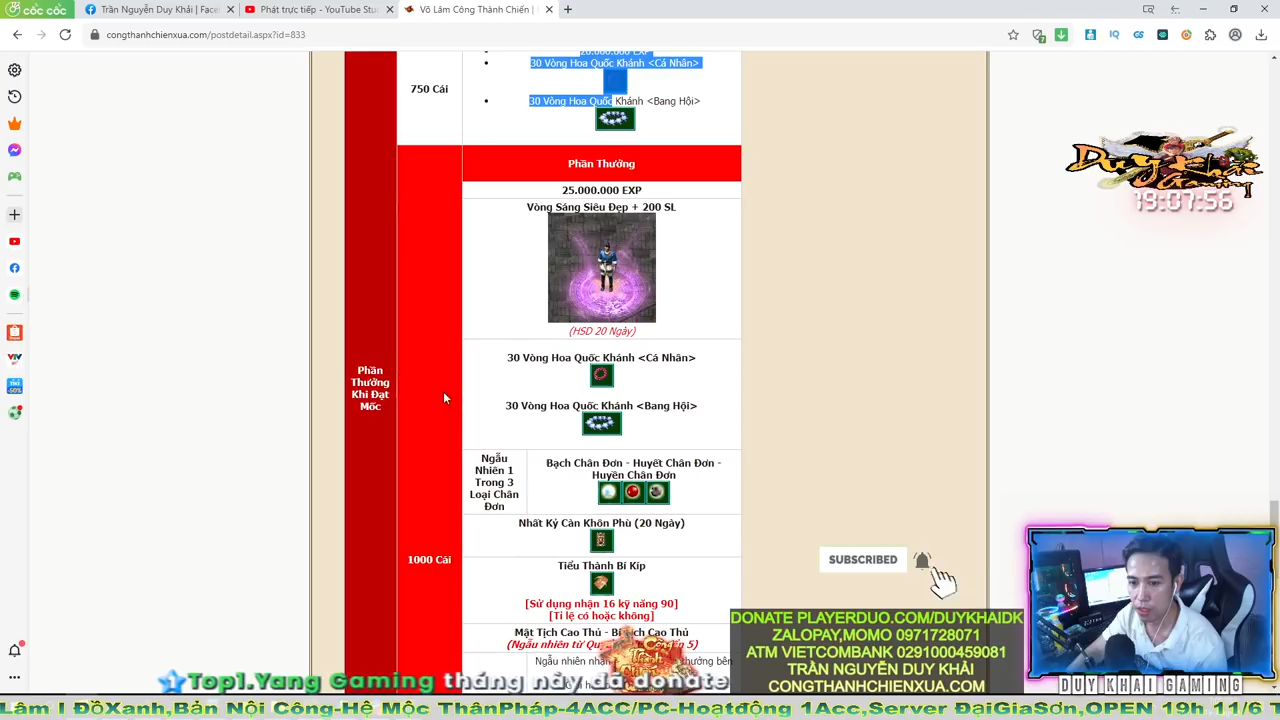 cốc cốc
Trần Nguyễn Duy Khải | Face
Phát trực tiếp - YouTube Stu
Võ Lâm Công Thành Chiến |
congthanhchienxua.com/postdetail.aspx?id=833
30 Vòng Hoa Quốc Khánh <Cá Nhân>
750 Cái
30 Vòng Hoa Quốc Khánh <Bang Hội>
Phần Thưởng
25.000.000 EXP
Vòng Sáng Siêu Đẹp + 200 SL
(HSD 20 Ngày)
30 Vòng Hoa Quốc Khánh <Cá Nhân>
30 Vòng Hoa Quốc Khánh <Bang Hội>
Phần
Thưởng
Khi Đạt
Mốc
Ngẫu
Nhiên 1
Trong 3
Loại Chân
Đơn
Bạch Chân Đơn - Huyết Chân Đơn -
Huyền Chân Đơn
Nhất Ký Càn Khôn Phù (20 Ngày)
1000 Cái
Tiểu Thành Bí Kíp
[Sử dụng nhận 16 kỹ năng 90]
[Tỉ lệ có hoặc không]
Mật Tịch Cao Thủ - Bí Tịch Cao Thủ
Duy Khải
Gaming
19:07:56
SUBSCRIBED
DONATE PLAYERDUO.COM/DUYKHAIDK
ZALOPAY,MOMO 0971728071
ATM VIETCOMBANK 0291000459081
TRẦN NGUYỄN DUY KHẢI
CONGTHANHCHIENXUA.COM
DUY KHAI GAMING
Top1.Yang Gaming tháng này đã donate
Lâm I ĐồXanh,Bản Nội Công-Hệ Mộc ThânPháp-4ACC/PC-Hoạtđộng 1Acc,Server ĐạiGiaSơn,OPEN 19h 11/6 T